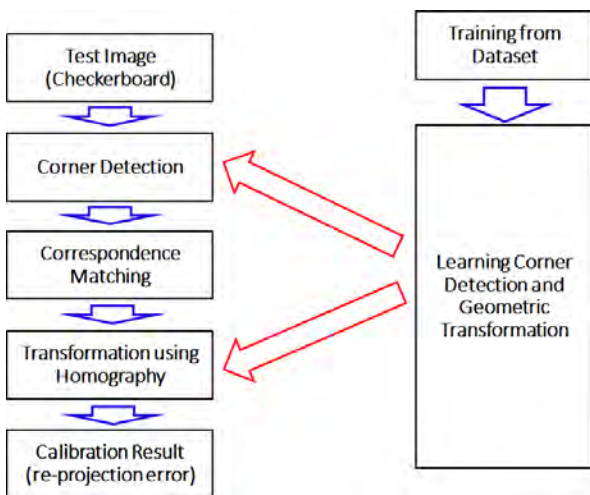 Test Image
(Checkerboard)
Corner Detection
Correspondence
Matching
Transformation using
Homography
Calibration Result
(re-projection error)
Training from
Dataset
Learning Corner
Detection and
Geometric
Transformation